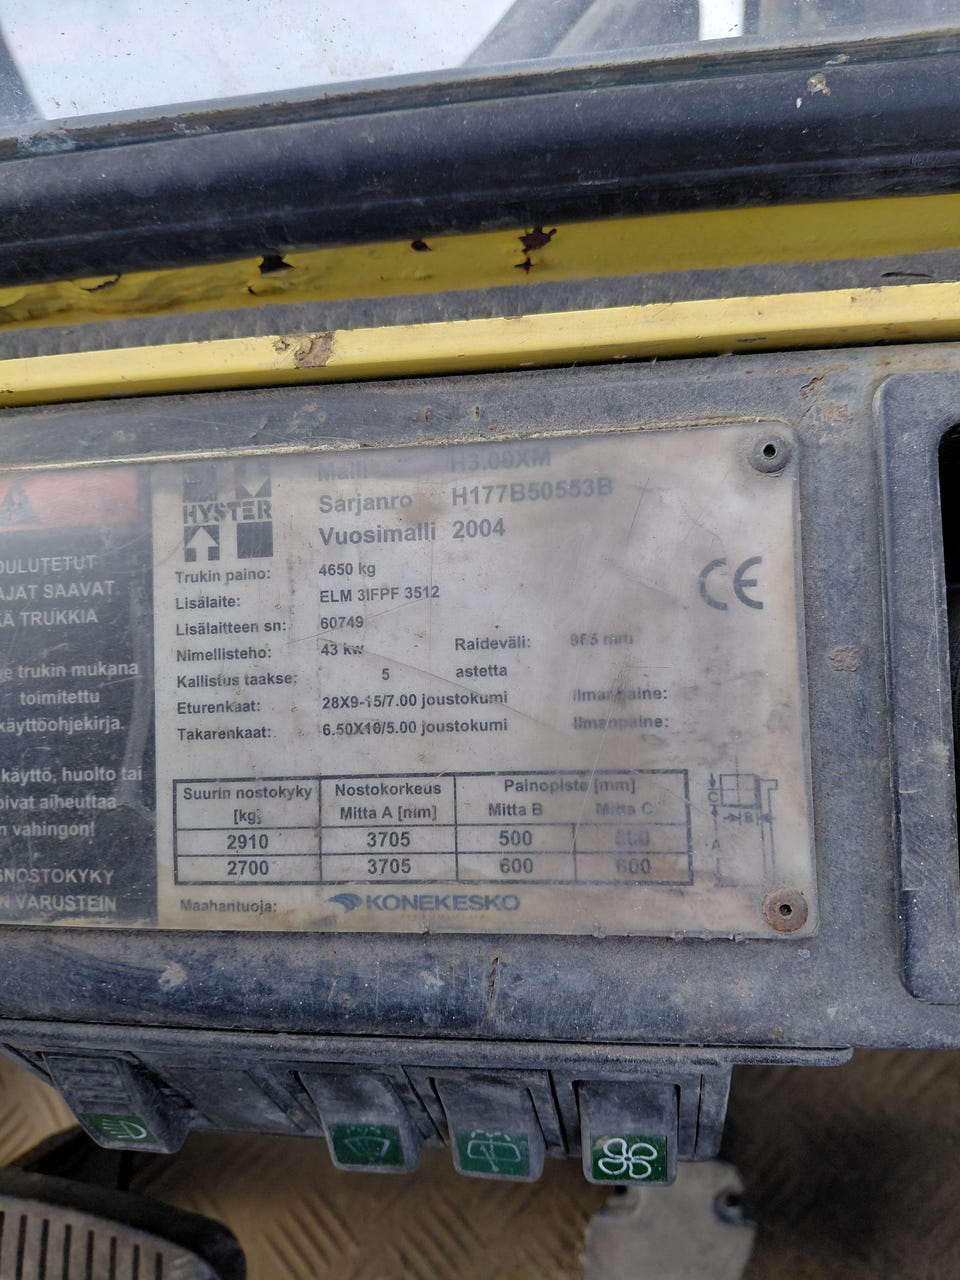 HYSTER
Malli H3.00XM
Sarjanro H177B50553B
Vuosimalli 2004
Trukin paino: 4650 kg
Lisälaite: ELM 3IFPF 3512
Lisälaitteen sn: 60749
Nimellisteho: 43 kw Raideväli: 965 mm
Kallistus taakse: 5 astetta
Eturenkaat: 28X9-15/7.00 joustokumi Ilmanpaine:
Takarenkaat: 6.50X10/5.00 joustokumi Ilmanpaine:
CE
Suurin nostokyky [kg] Nostokorkeus Mitta A [mm] Painopiste [mm] Mitta B Mitta C
2910 3705 500
2700 3705 600 600
C
B
A
Maahantuoja: KONEKESKO
OULUTETUT
AJAT SAAVAT
KÄ TRUKKIA
e trukin mukana
toimitettu
käyttöohjekirja.
käyttö, huolto tai
oivat aiheuttaa
n vahingon!
SNOSTOKYKY
N VARUSTEIN